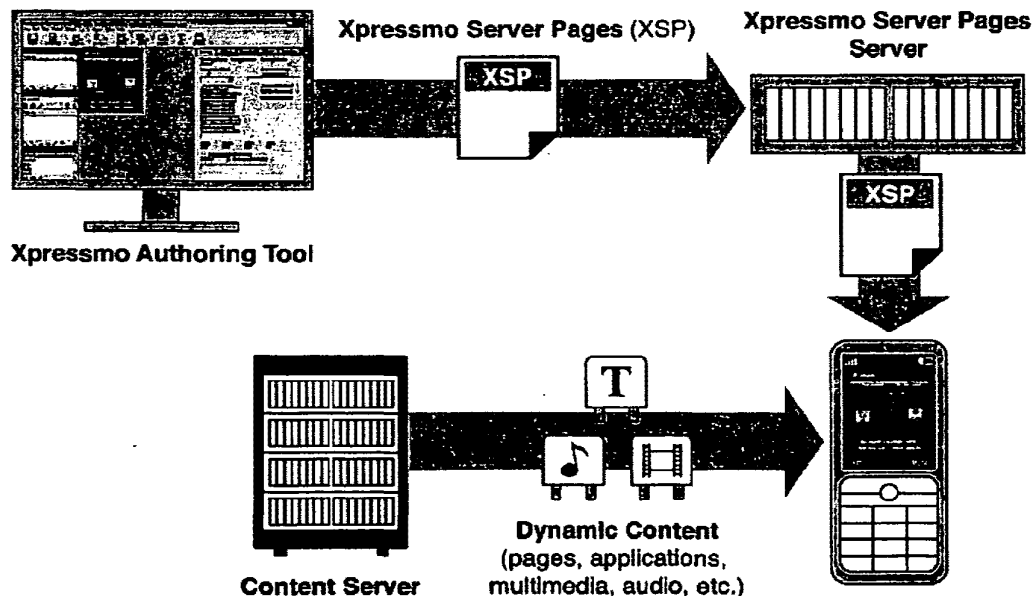 Xpressmo Server Pages (XSP)
XSP
Xpressmo Server Pages
Server
XSP
Xpressmo Authoring Tool
T
Dynamic Content
(pages, applications,
multimedia, audio, etc.)
Content Server